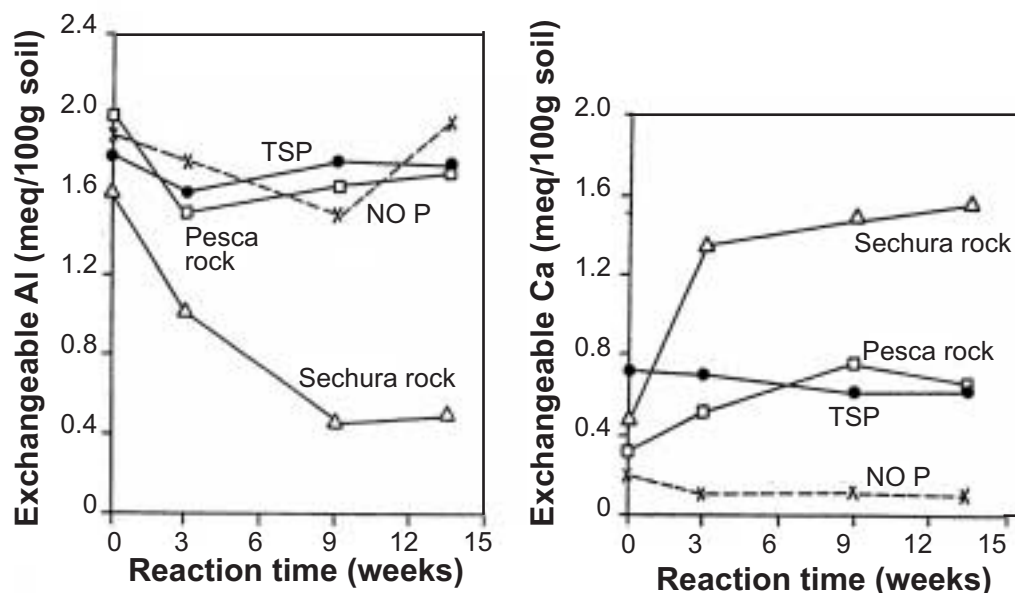 Exchangeable Al (meq/100g soil)
2.4
2.0
1.6
1.2
0.8
0.4
0
TSP
NO P
Pesca
rock
Sechura rock
0 3 6 9 12 15
Reaction time (weeks)
Exchangeable Ca (meq/100g soil)
2.0
1.6
1.2
0.8
0.4
0
Sechura rock
Pesca rock
TSP
NO P
0 3 6 9 12 15
Reaction time (weeks)